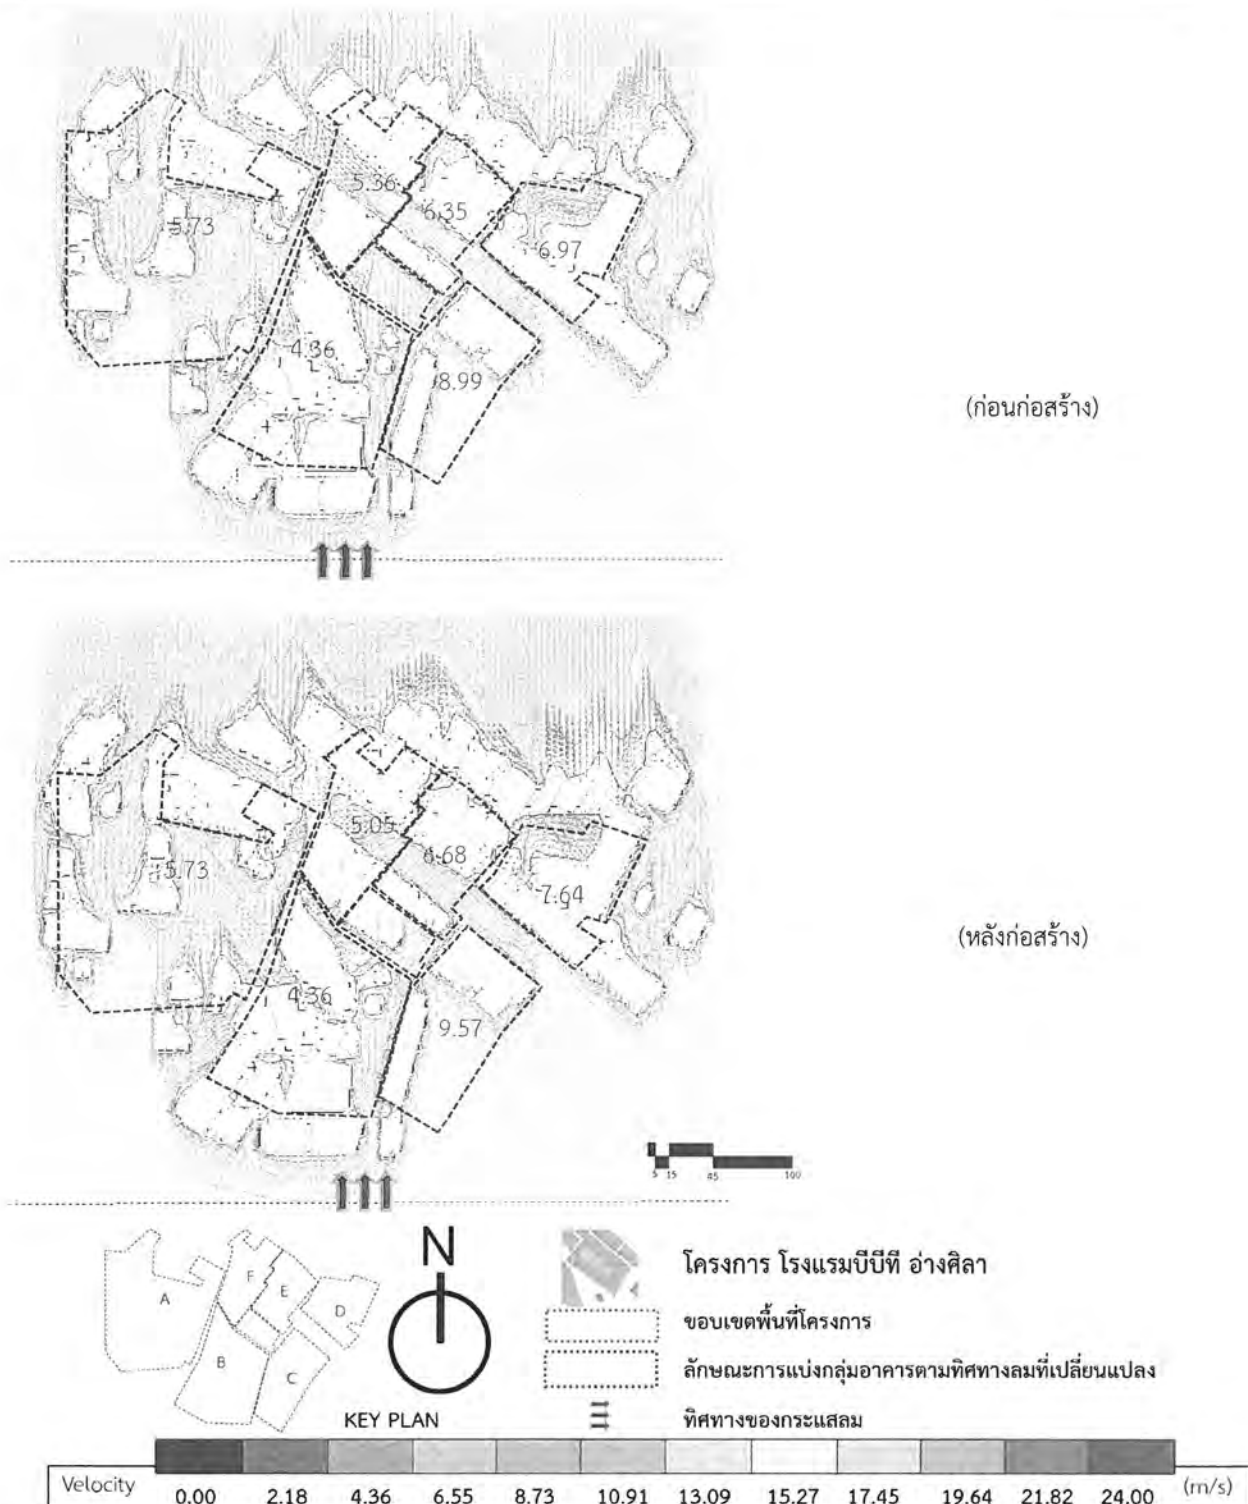 5.36
6.35
5.73
6.97
4.36
8.99
(ก่อนก่อสร้าง)
5.05
6.68
5.73
7.64
(หลังก่อสร้าง)
4.36
9.57
5 15 45 100
N
F
A
E
D
B
C
KEY PLAN
โครงการ โรงแรมบีบีที อ่างศิลา
ขอบเขตพื้นที่โครงการ
ลักษณะการแบ่งกลุ่มอาคารตามทิศทางลมที่เปลี่ยนแปลง
ทิศทางของกระแสลม
Velocity 0.00 2.18 4.36 6.55 8.73 10.91 13.09 15.27 17.45 19.64 21.82 24.00 (m/s)